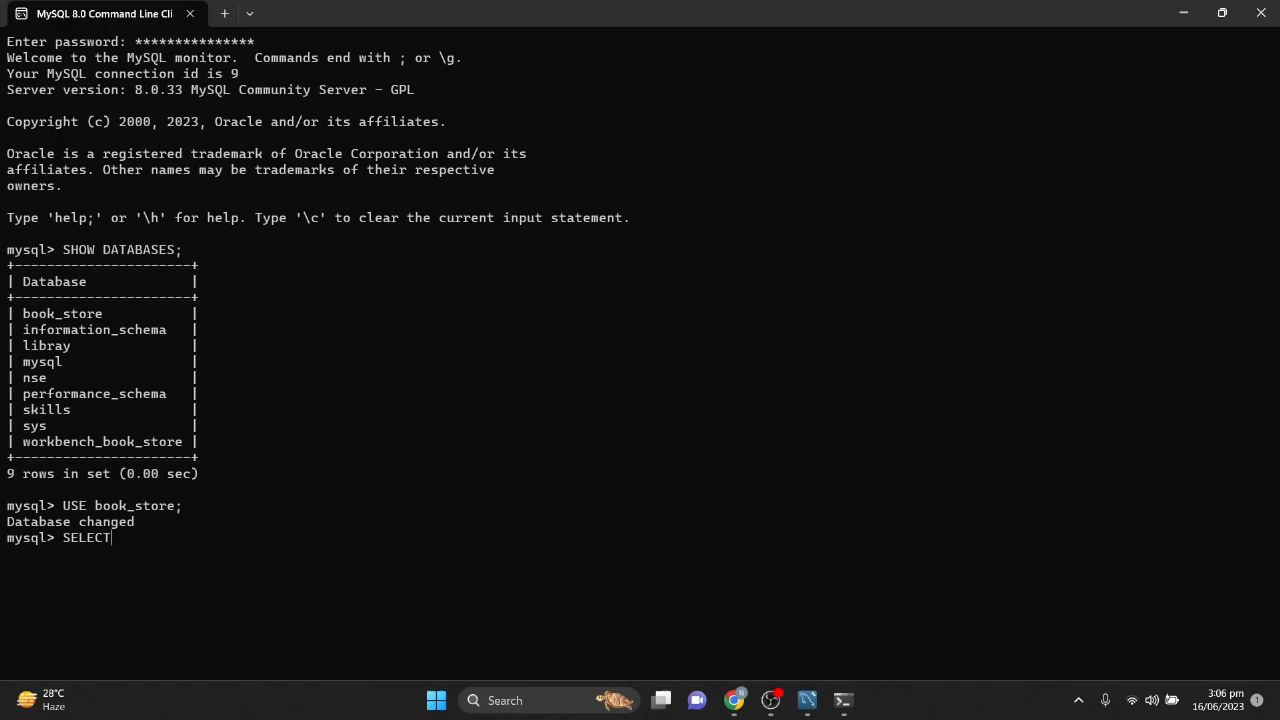 MySQL 8.0 Command Line Cli
Enter password: ***************
Welcome to the MySQL monitor.  Commands end with ; or \g.
Your MySQL connection id is 9
Server version: 8.0.33 MySQL Community Server - GPL
Copyright (c) 2000, 2023, Oracle and/or its affiliates.
Oracle is a registered trademark of Oracle Corporation and/or its
affiliates. Other names may be trademarks of their respective
owners.
Type 'help;' or '\h' for help. Type '\c' to clear the current input statement.
mysql> SHOW DATABASES;
+----------------------+
| Database             |
+----------------------+
| book_store           |
| information_schema   |
| libray               |
| mysql                |
| nse                  |
| performance_schema   |
| skills               |
| sys                  |
| workbench_book_store |
+----------------------+
9 rows in set (0.00 sec)
mysql> USE book_store;
Database changed
mysql> SELECT
28°C
Haze
Search
N
3:06 pm
16/06/2023
1